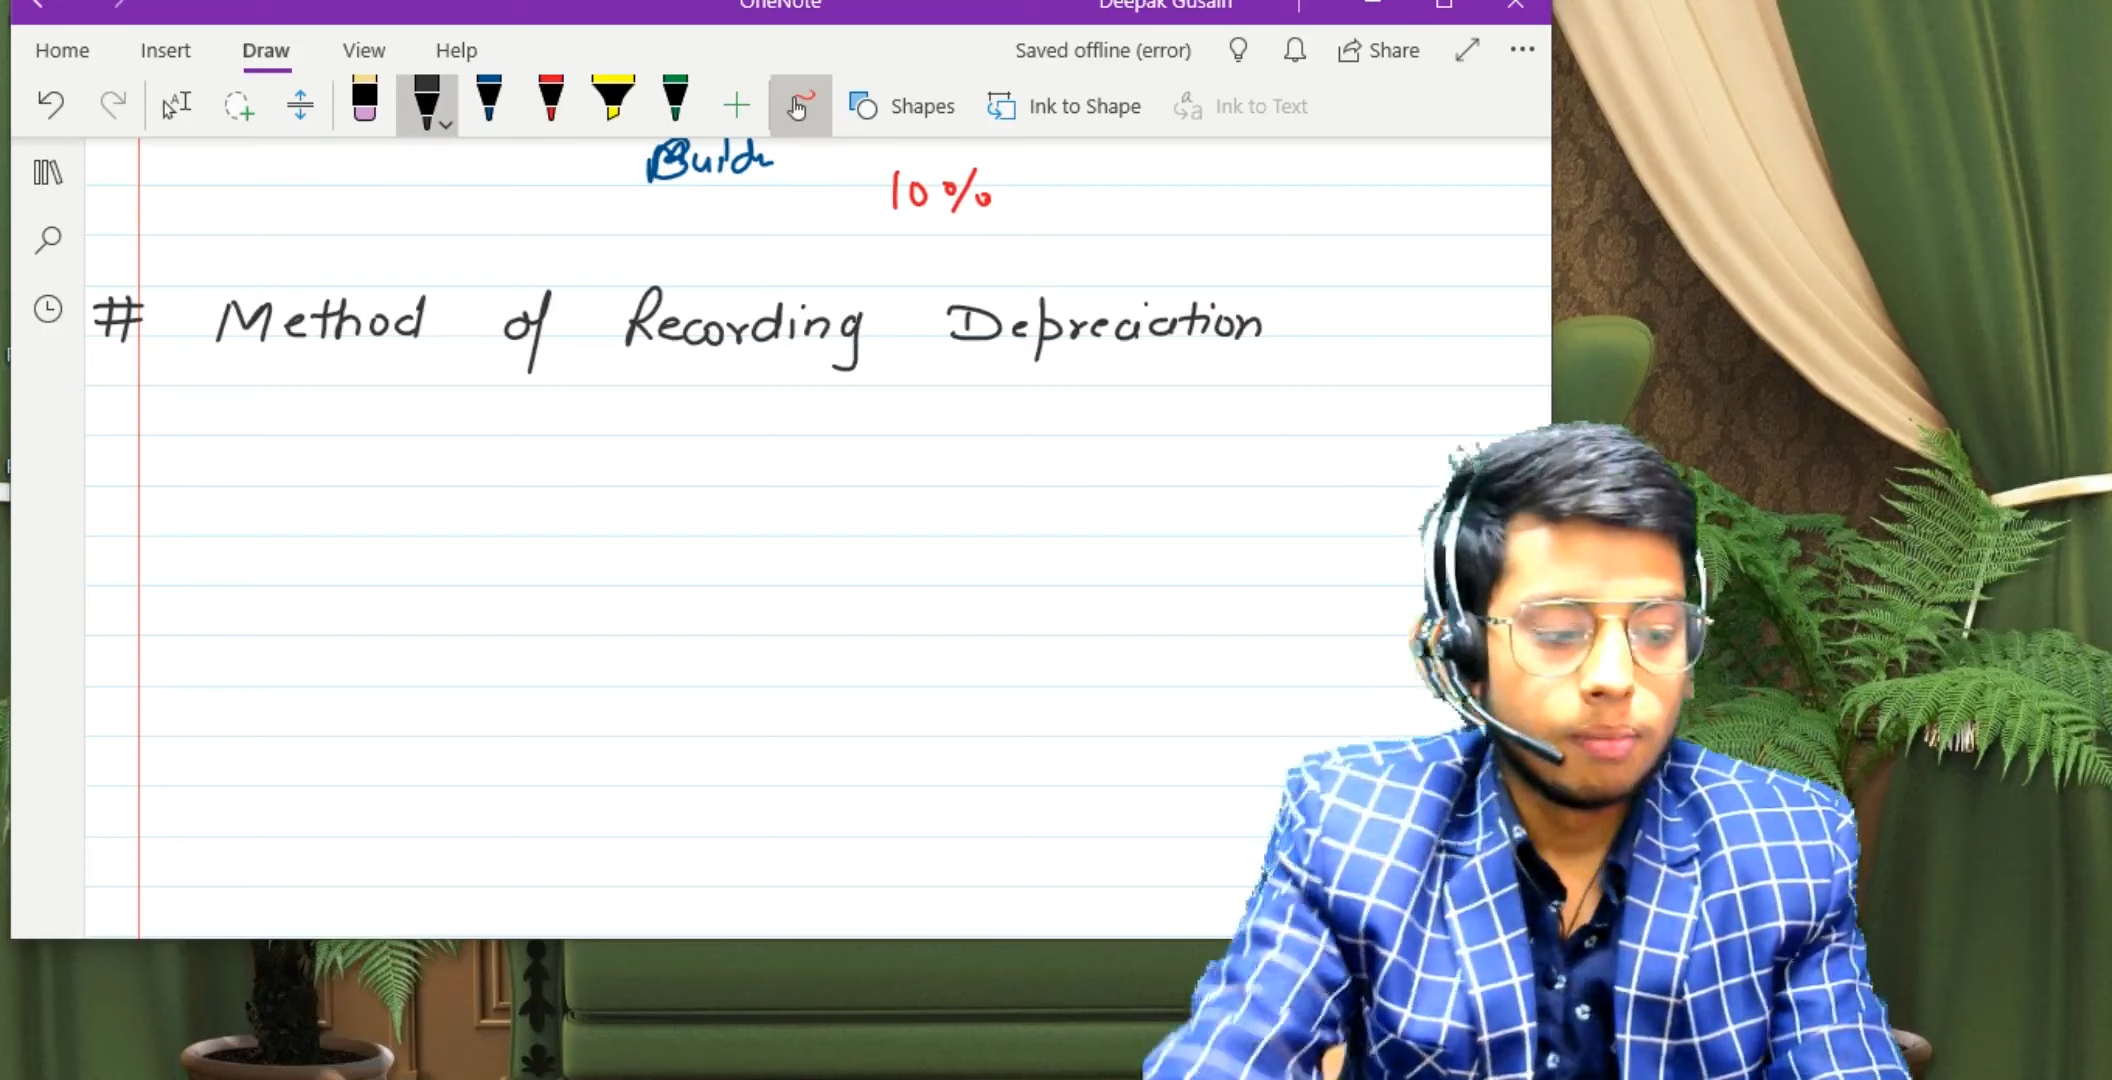 OneNote Deepak Gusain
Home Insert Draw View Help Saved offline (error) Share
Shapes Ink to Shape Ink to Text
10%
# Method of Recording Depreciation